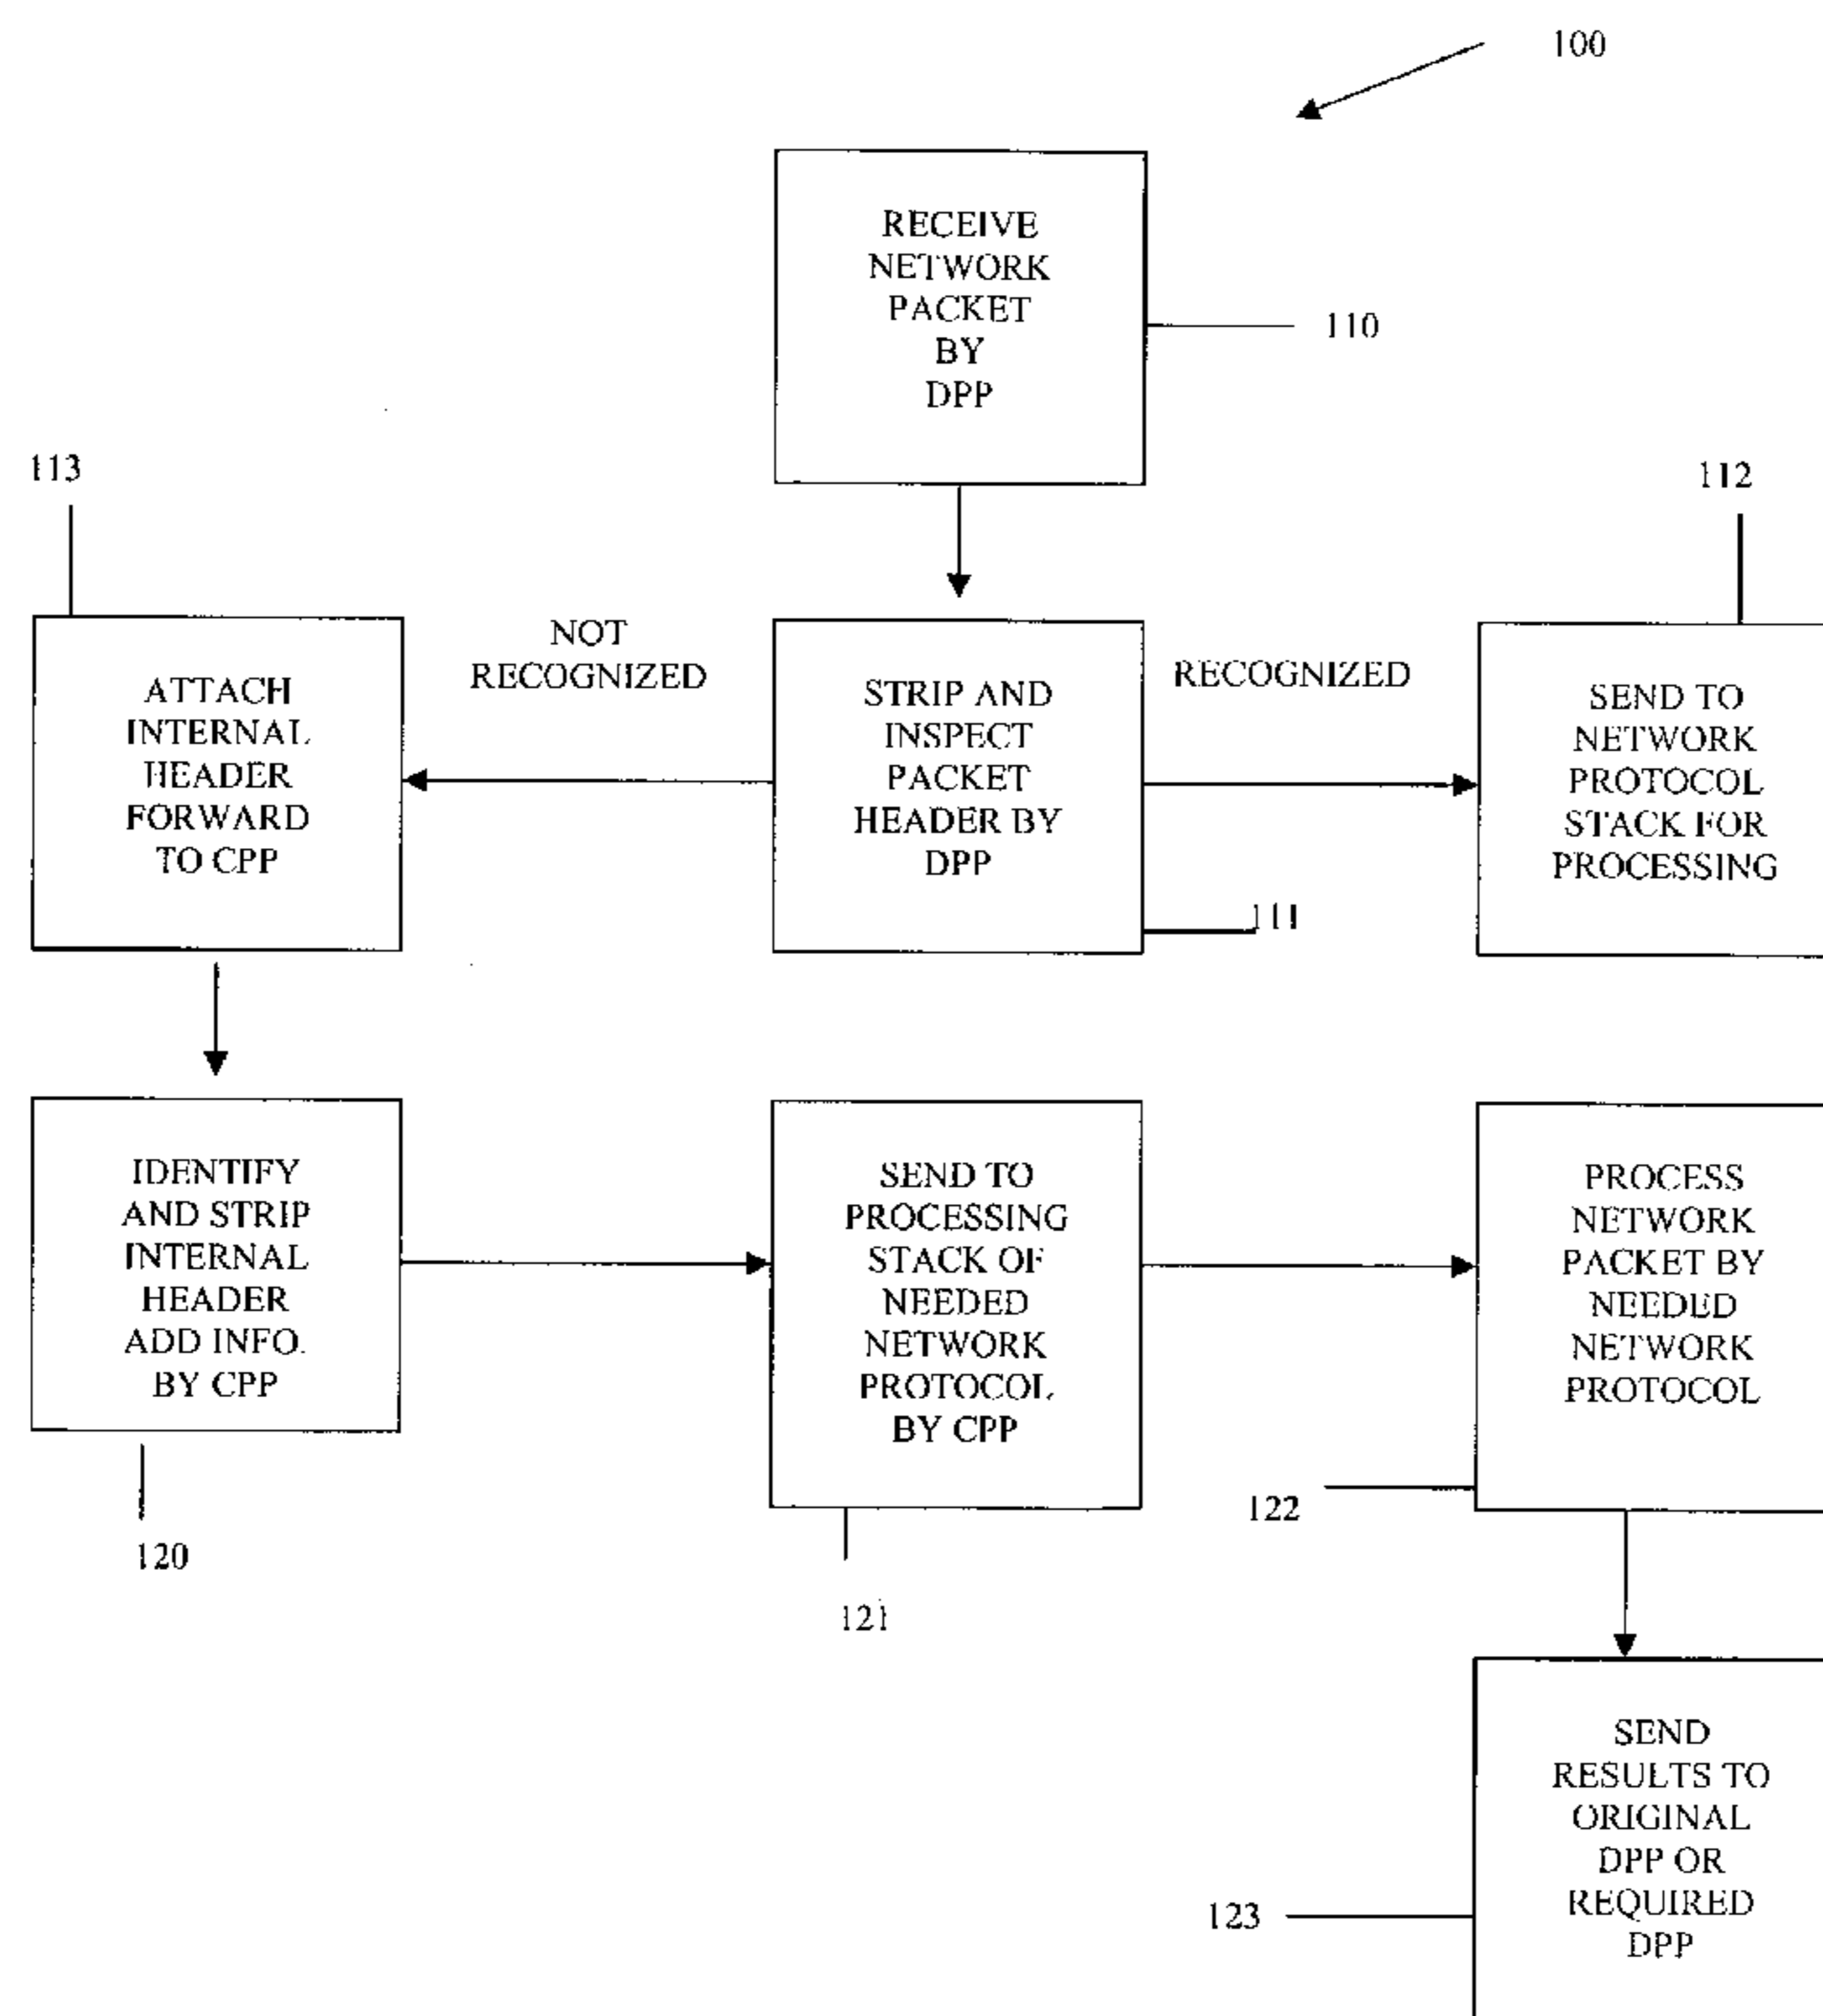 100
RECEIVE
NETWORK
PACKET
BY
DPP
110
113
112
NOT
RECOGNIZED
RECOGNIZED
ATTACH
INTERNAL
HEADER
FORWARD
TO CPP
STRIP AND
INSPECT
PACKET
HEADER BY
DPP
111
SEND TO
NETWORK
PROTOCOL
STACK FOR
PROCESSING
IDENTIFY
AND STRIP
INTERNAL
HEADER
ADD INFO.
BY CPP
120
SEND TO
PROCESSING
STACK OF
NEEDED
NETWORK
PROTOCOL
BY CPP
121
PROCESS
NETWORK
PACKET BY
NEEDED
NETWORK
PROTOCOL
122
SEND
RESULTS TO
ORIGINAL
DPP OR
REQUIRED
DPP
123